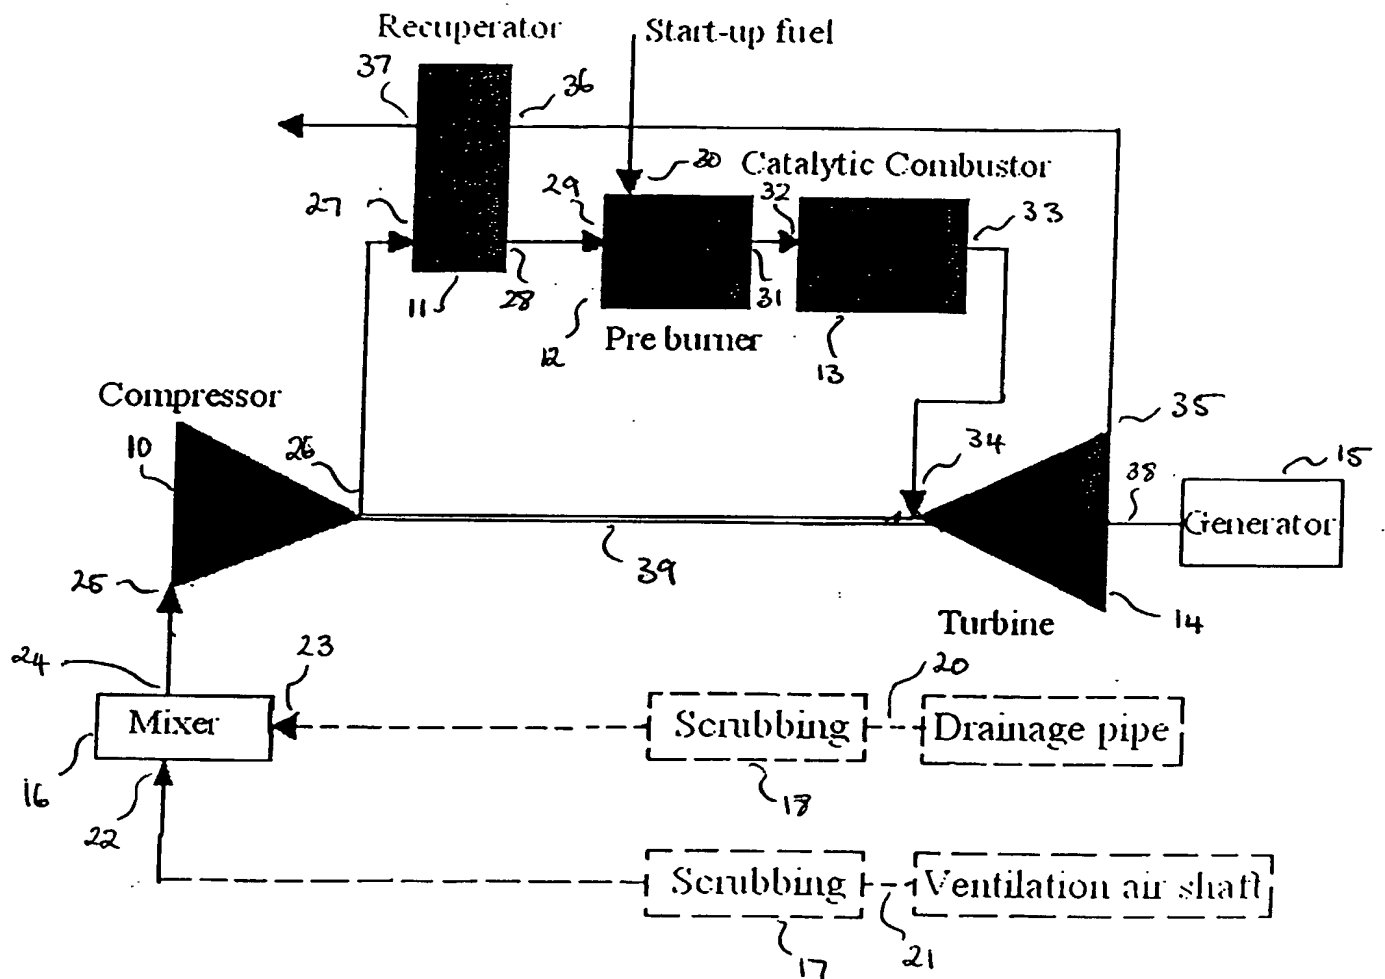 Recuperator
Start-up fuel
37
36
30
Catalytic Combustor
27
29
32
33
11
28
31
12
Pre burner
13
Compressor
10
26
34
35
38
15
Generator
39
25
14
Turbine
24
23
20
Mixer
Scrubbing
Drainage pipe
16
22
18
Scrubbing
Ventilation air shaft
17
21